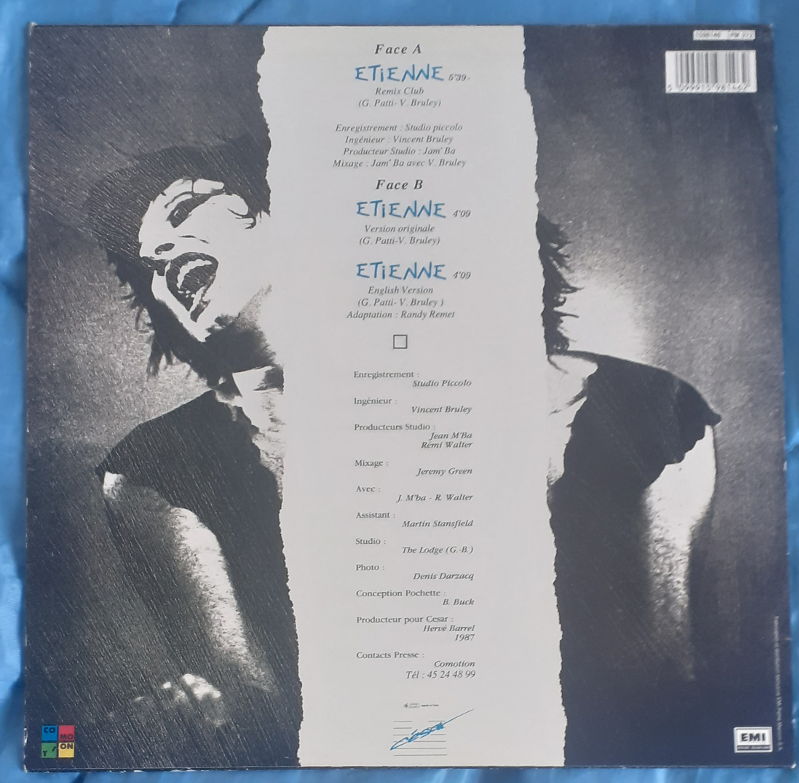 Face A
ETiENNE 6'39
Remix Club
(G. Patti- V. Bruley)
Enregistrement : Studio piccolo
Ingénieur : Vincent Bruley
Producteur Studio : Jam' Ba
Mixage : Jam' Ba avec V. Bruley
Face B
ETiENNE 4'09
Version originale
(G. Patti-V. Bruley)
ETiENNE 4'09
English Version
(G. Patti- V. Bruley )
Adaptation : Randy Remet
Enregistrement :
Studio Piccolo
Ingénieur :
Vincent Bruley
Producteurs Studio :
Jean M'Ba
Rémi Walter
Mixage :
Jeremy Green
Avec :
J. M'ba - R. Walter
Assistant :
Martin Stansfield
Studio :
The Lodge (G.-B.)
Photo :
Denis Darzacq
Conception Pochette :
B. Buck
Producteur pour Cesar :
Hervé Barrel
1987
Contacts Presse :
Comotion
Tél : 45 24 48 99
CO
MO
T'
ON
EMI